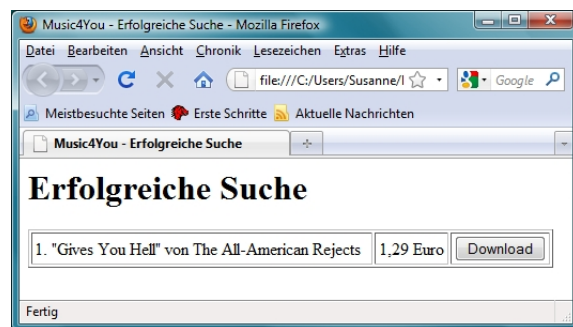 Music4You - Erfolgreiche Suche - Mozilla Firefox
Datei Bearbeiten Ansicht Chronik Lesezeichen Extras Hilfe
file:///C:/Users/Susanne/I Google
Meistbesuchte Seiten Erste Schritte Aktuelle Nachrichten
Music4You - Erfolgreiche Suche
Erfolgreiche Suche
1. "Gives You Hell" von The All-American Rejects 1,29 Euro Download
Fertig